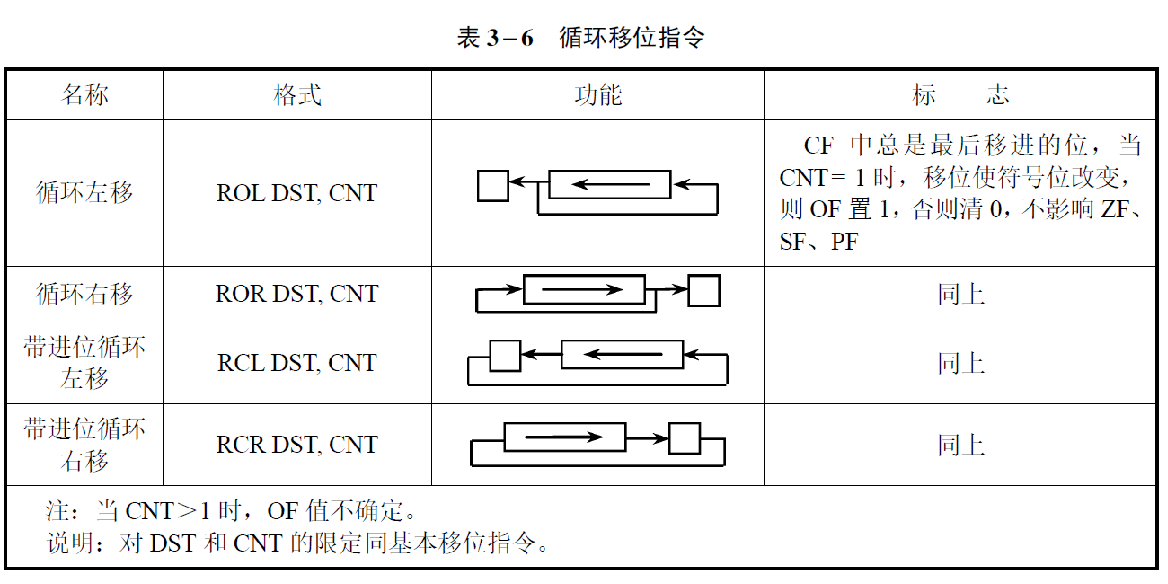 表 3－6　循环移位指令
名称　格式　功能　标　　志
循环左移　ROL DST, CNT
CF 中总是最后移进的位，当
CNT= 1 时，移位使符号位改变，
则 OF 置 1，否则清 0，不影响 ZF、
SF、PF
循环右移　ROR DST, CNT　同上
带进位循环
左移
RCL DST, CNT　同上
带进位循环
右移
RCR DST, CNT　同上
注：当 CNT＞1 时，OF 值不确定。
说明：对 DST 和 CNT 的限定同基本移位指令。